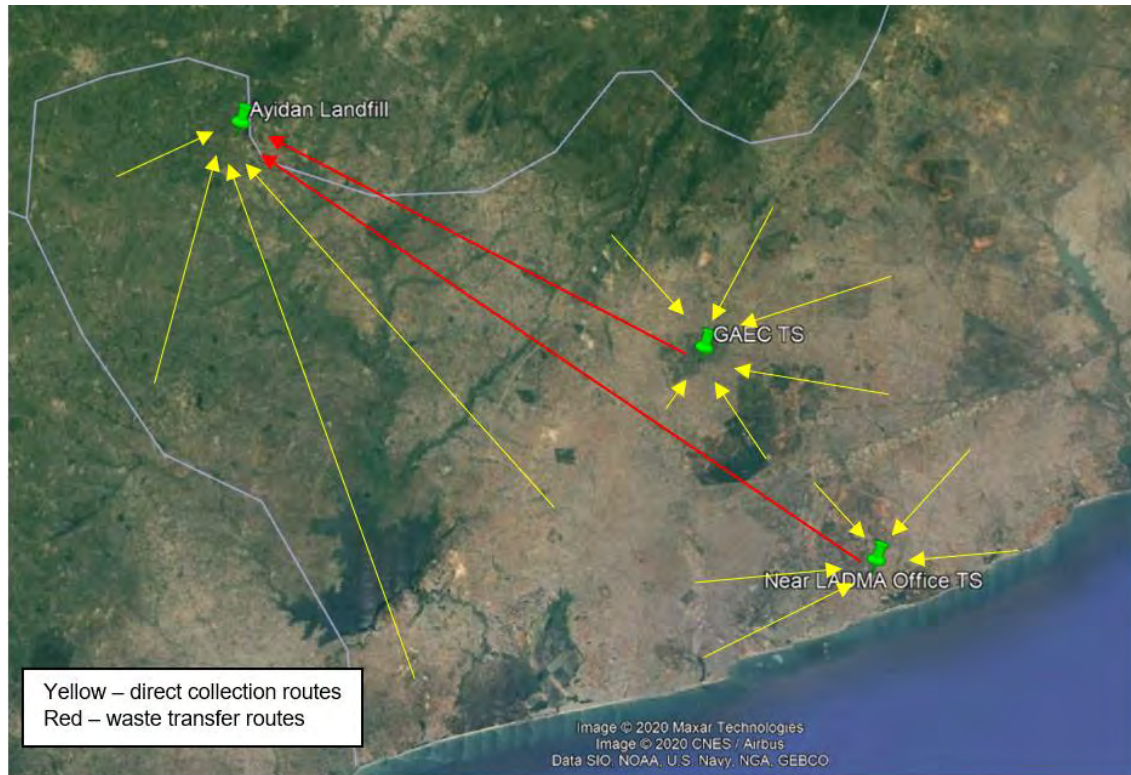 Ayidan Landfill
GAEC TS
Near LADMA Office TS
Yellow – direct collection routes
Red – waste transfer routes
Image © 2020 Maxar Technologies
Image © 2020 CNES / Airbus
Data SIO, NOAA, U.S. Navy, NGA, GEBCO